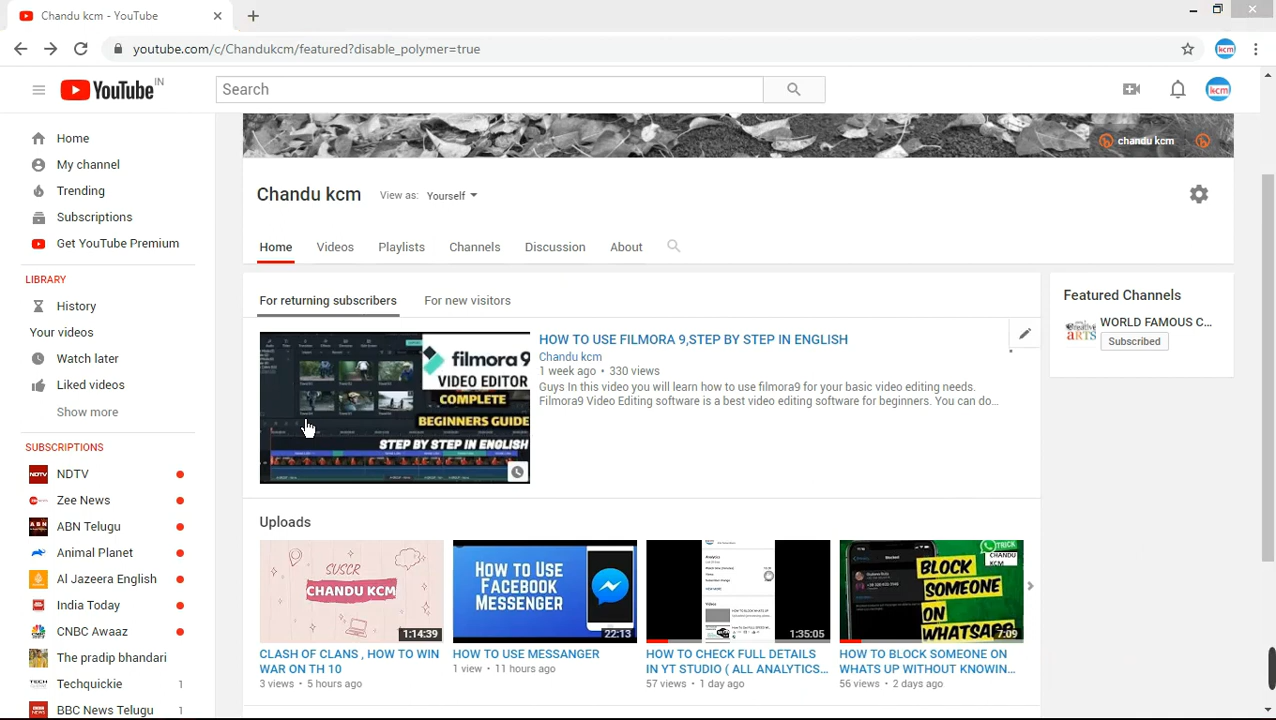 Chandu kcm - YouTube
youtube.com/c/Chandukcm/featured?disable_polymer=true
kcm
YouTube IN
Search
kcm
Home
My channel
Trending
Subscriptions
Get YouTube Premium
LIBRARY
History
Your videos
Watch later
Liked videos
Show more
SUBSCRIPTIONS
NDTV
Zee News
ABN Telugu
Animal Planet
Al Jazeera English
India Today
CNBC Awaaz
The pradip bhandari
Techquickie 1
BBC News Telugu 1
chandu kcm
Chandu kcm View as: Yourself
Home Videos Playlists Channels Discussion About
For returning subscribers For new visitors
filmora9
VIDEO EDITOR
COMPLETE
BEGINNERS GUIDE
STEP BY STEP IN ENGLISH
HOW TO USE FILMORA 9,STEP BY STEP IN ENGLISH
Chandu kcm
1 week ago • 330 views
Guys In this video you will learn how to use filmora9 for your basic video editing needs.
Filmora9 Video Editing software is a best video editing software for beginners. You can do...
Featured Channels
WORLD FAMOUS C...
Subscribed
Uploads
SUSCR
CHANDU KCM
1:14:39
CLASH OF CLANS , HOW TO WIN
WAR ON TH 10
3 views • 5 hours ago
HOW TO USE
FACEBOOK
MESSENGER
22:13
HOW TO USE MESSANGER
1 view • 11 hours ago
Analytics
1:35:05
HOW TO CHECK FULL DETAILS
IN YT STUDIO ( ALL ANALYTICS...
57 views • 1 day ago
TRICK
CHANDU
KCM
BLOCK
SOMEONE
ON
WHATSAPP
7:09
HOW TO BLOCK SOMEONE ON
WHATS UP WITHOUT KNOWIN...
56 views • 2 days ago